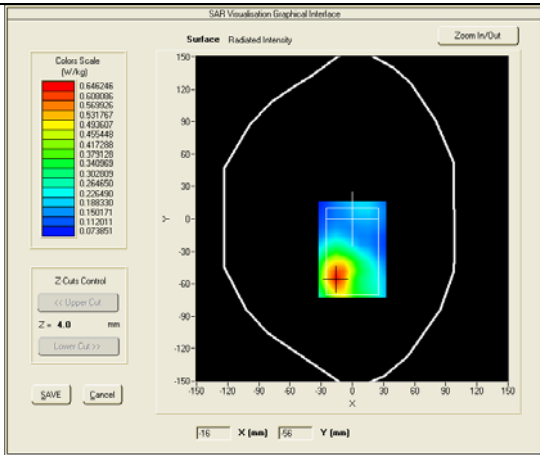 SAR Visualisation Graphical Interface
Surface Radiated Intensity
Zoom In/Out
Colors Scale
(W/kg)
0.646246
0.608086
0.569926
0.531767
0.493607
0.455448
0.417288
0.379128
0.340969
0.302809
0.264650
0.226490
0.188330
0.150171
0.112011
0.073851
Z-Cuts Control
<< Upper Cut
Z = 4.0 mm
Lower Cut >>
SAVE Cancel
150
120
90
60
30
0
-30
-60
-90
-120
-150
Y
-150 -120 -90 -60 -30 0 30 60 90 120 150
X
-16 X (mm) -56 Y (mm)